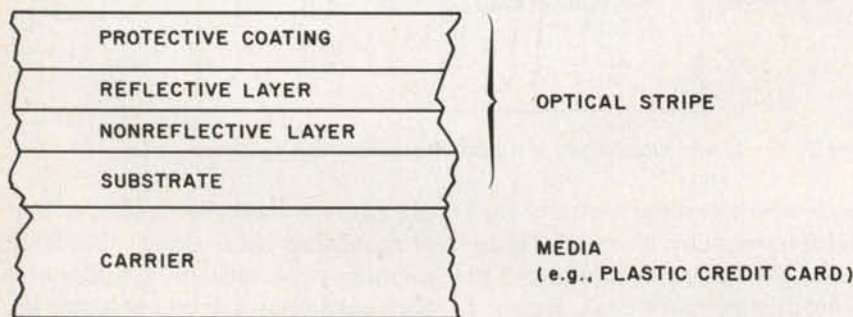 PROTECTIVE COATING
REFLECTIVE LAYER
NONREFLECTIVE LAYER
SUBSTRATE
CARRIER
OPTICAL STRIPE
MEDIA
(e.g., PLASTIC CREDIT CARD)